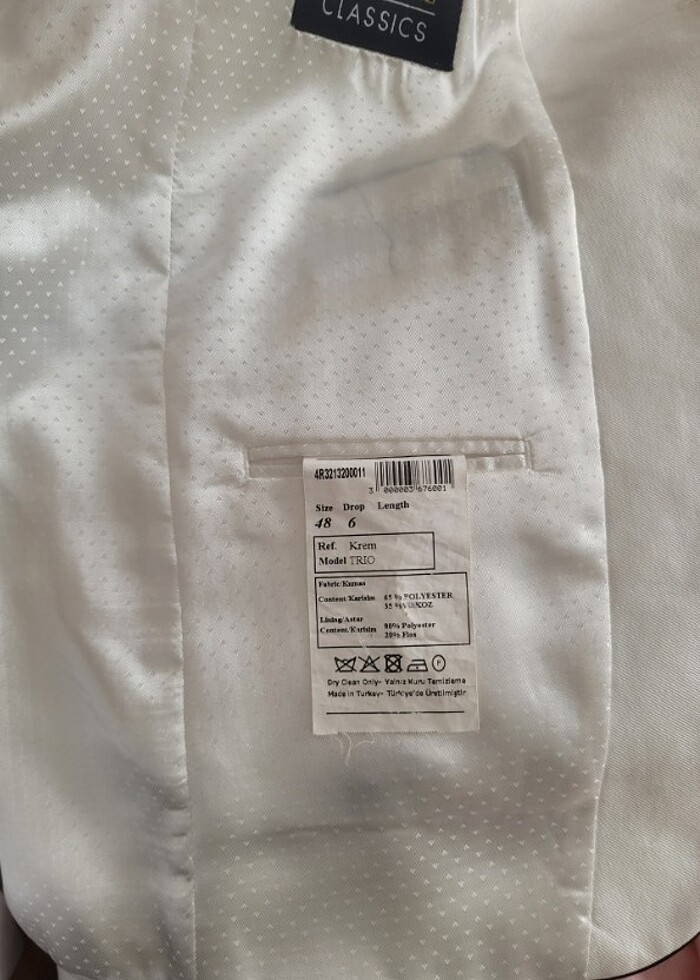 CLASSICS
4R3213200011
3 000003 676001
Size Drop Length
48 6
Ref. Krem
Model TRIO
Fabric/Kumas
Content/Karisim 65 % POLYESTER
35 % VISKOZ
Lining/Astar
Content/Karisim 80% Polyester
20% Flos
P
Dry Clean Only- Yalnız Kuru Temizleme
Made in Turkey- Türkiye'de Üretilmiştir